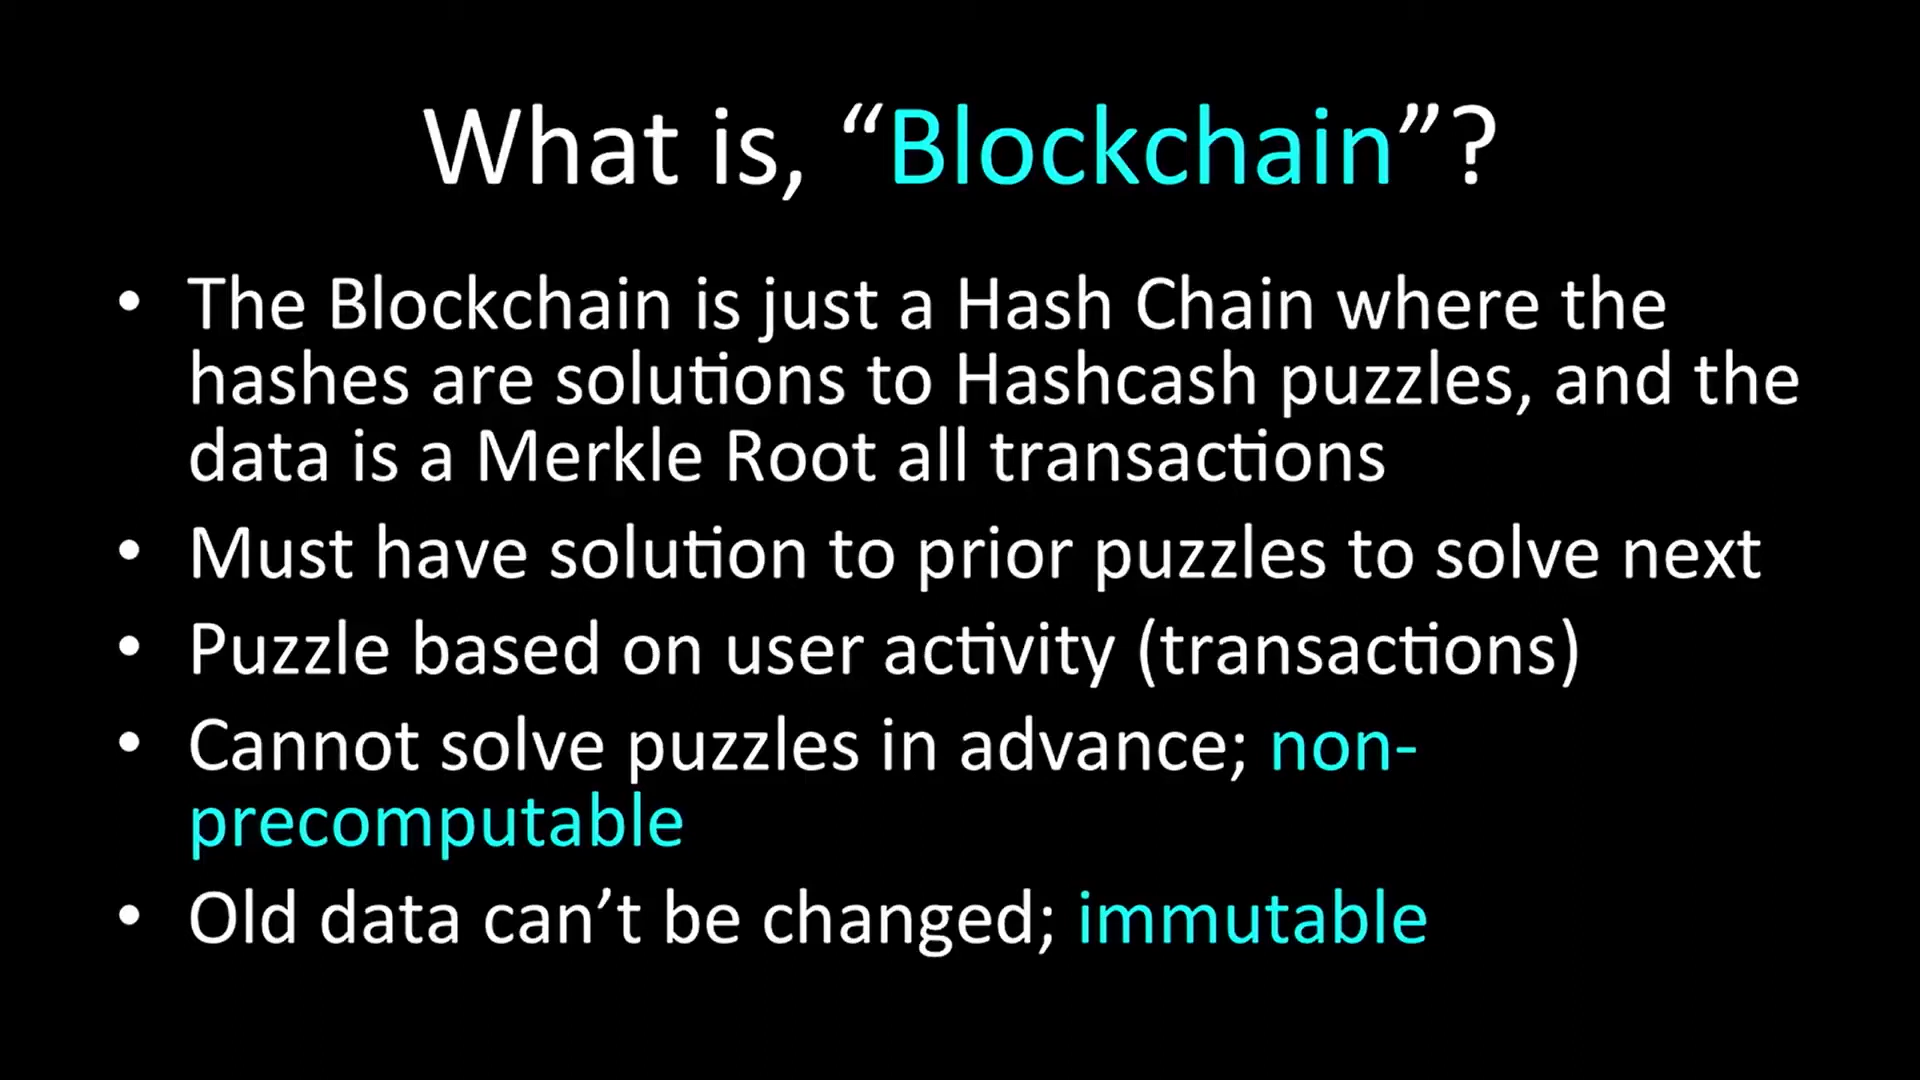 What is, “Blockchain”?
• The Blockchain is just a Hash Chain where the
hashes are solutions to Hashcash puzzles, and the
data is a Merkle Root all transactions
• Must have solution to prior puzzles to solve next
• Puzzle based on user activity (transactions)
• Cannot solve puzzles in advance; non-
precomputable
• Old data can’t be changed; immutable